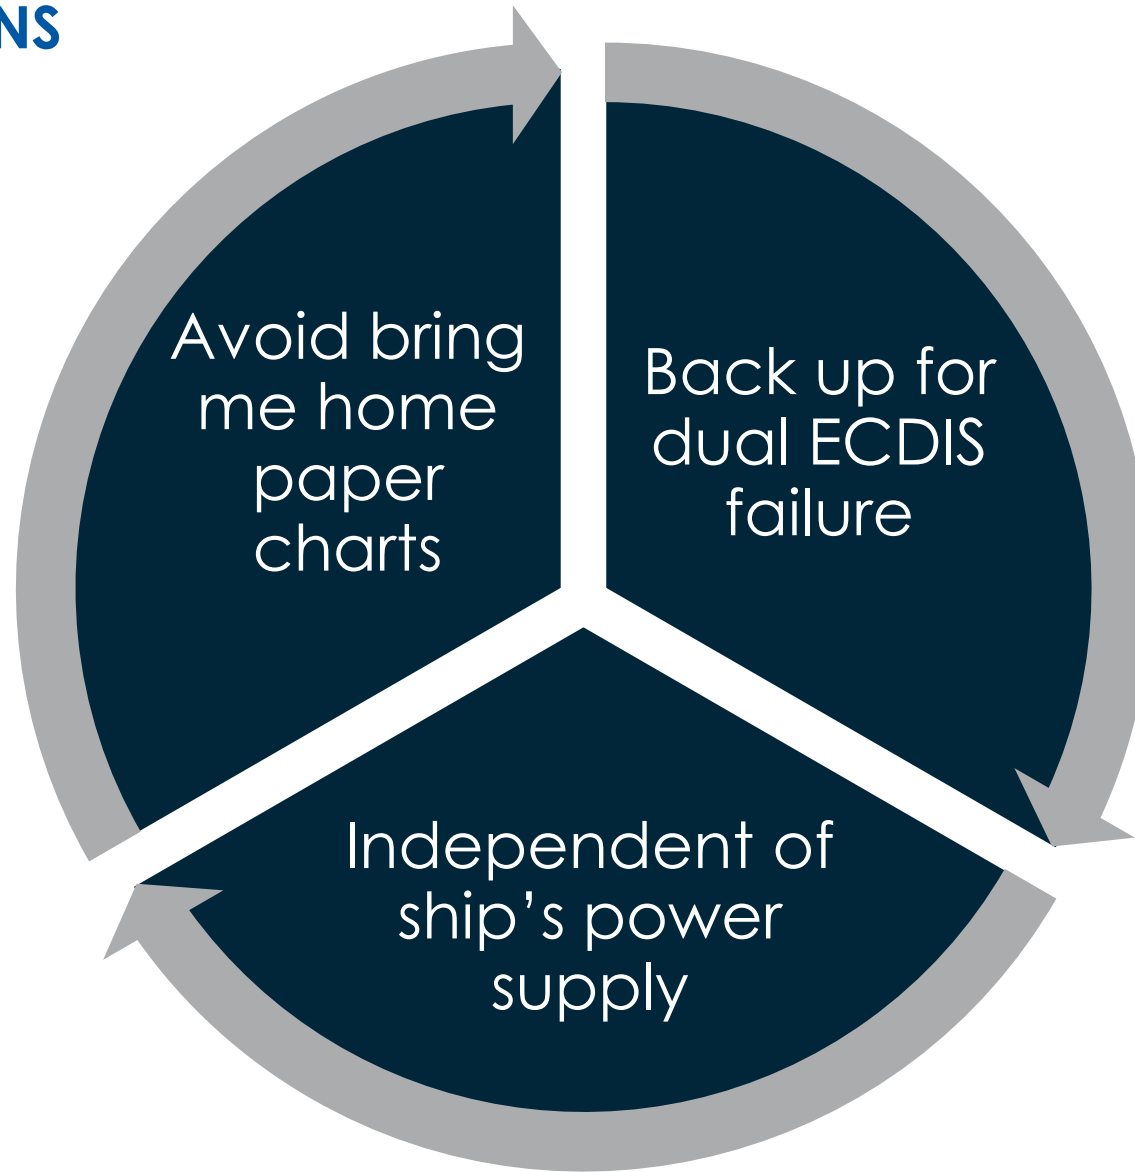 NS
Avoid bring
me home
paper
charts
Back up for
dual ECDIS
failure
Independent of
ship’s power
supply